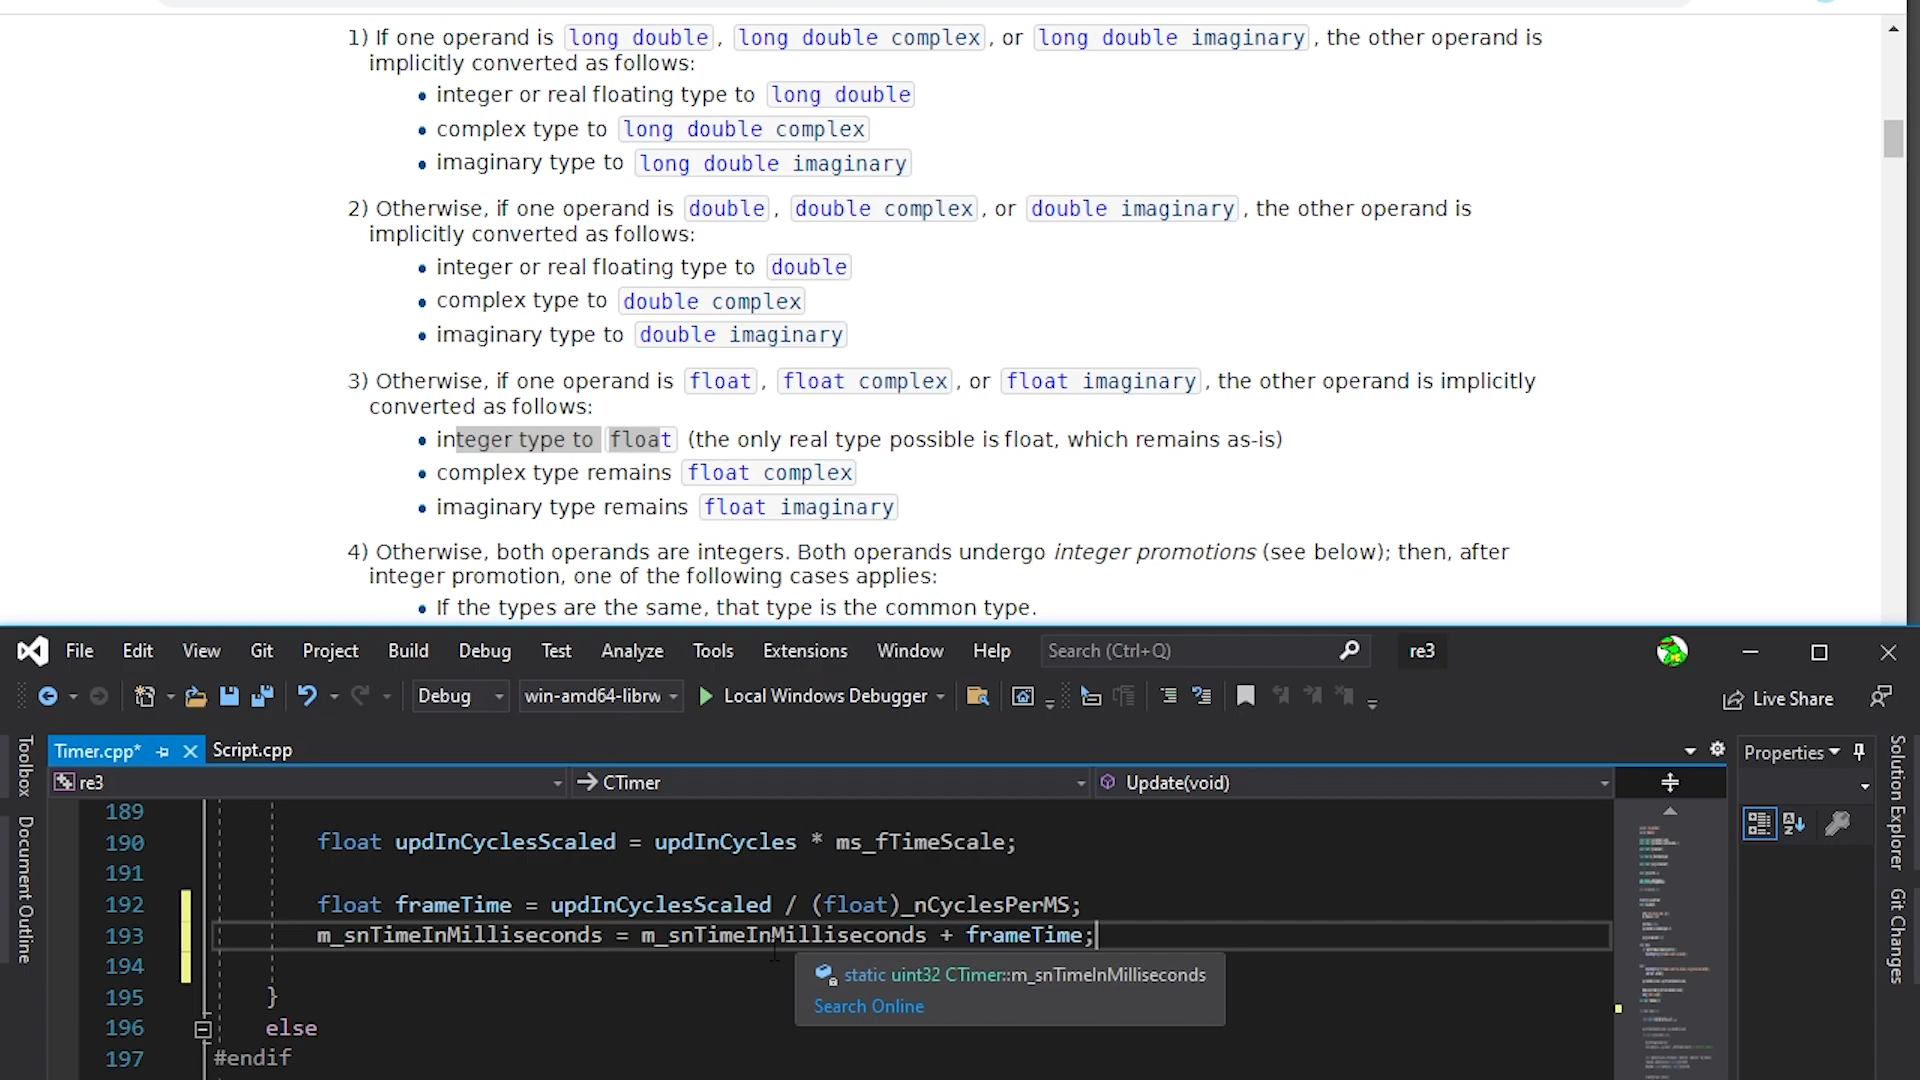 1) If one operand is long double, long double complex, or long double imaginary, the other operand is
implicitly converted as follows:
• integer or real floating type to long double
• complex type to long double complex
• imaginary type to long double imaginary
2) Otherwise, if one operand is double, double complex, or double imaginary, the other operand is
implicitly converted as follows:
• integer or real floating type to double
• complex type to double complex
• imaginary type to double imaginary
3) Otherwise, if one operand is float, float complex, or float imaginary, the other operand is implicitly
converted as follows:
• integer type to float (the only real type possible is float, which remains as-is)
• complex type remains float complex
• imaginary type remains float imaginary
4) Otherwise, both operands are integers. Both operands undergo integer promotions (see below); then, after
integer promotion, one of the following cases applies:
• If the types are the same, that type is the common type.
File Edit View Git Project Build Debug Test Analyze Tools Extensions Window Help Search (Ctrl+Q) re3
Debug win-amd64-librw Local Windows Debugger Live Share
Toolbox
Document Outline
Timer.cpp* Script.cpp
Properties
Solution Explorer
Git Changes
re3 CTimer Update(void)
189
190 float updInCyclesScaled = updInCycles * ms_fTimeScale;
191
192 float frameTime = updInCyclesScaled / (float)_nCyclesPerMS;
193 m_snTimeInMilliseconds = m_snTimeInMilliseconds + frameTime;
194
static uint32 CTimer::m_snTimeInMilliseconds
Search Online
195 }
196 else
197 #endif